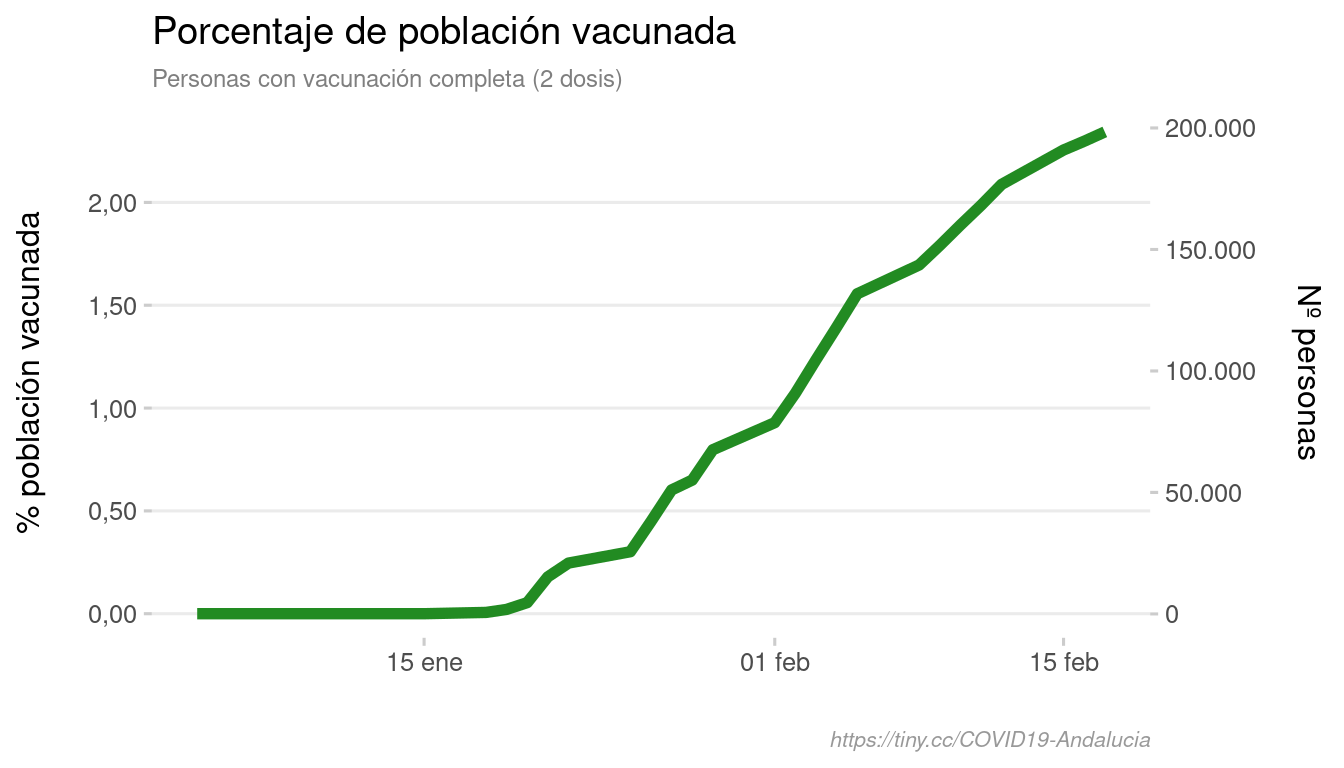 Porcentaje de población vacunada
Personas con vacunación completa (2 dosis)
% población vacunada
2,00
1,50
1,00
0,50
0,00
200.000
150.000
100.000
50.000
0
Nº personas
15 ene
01 feb
15 feb
https://tiny.cc/COVID19-Andalucia